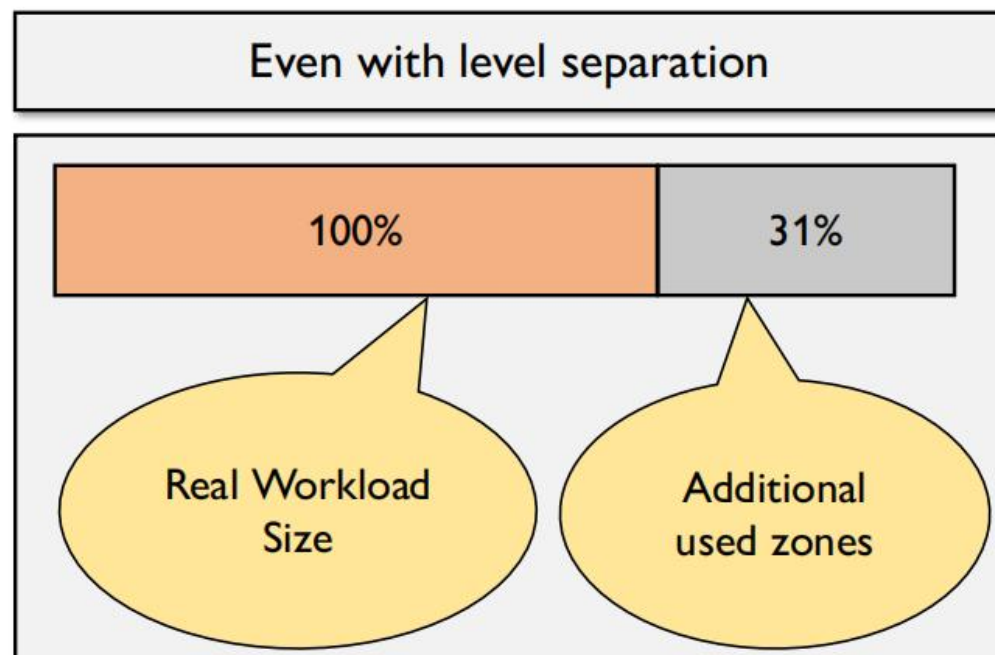 Even with level separation
100%
31%
Real Workload
Size
Additional
used zones